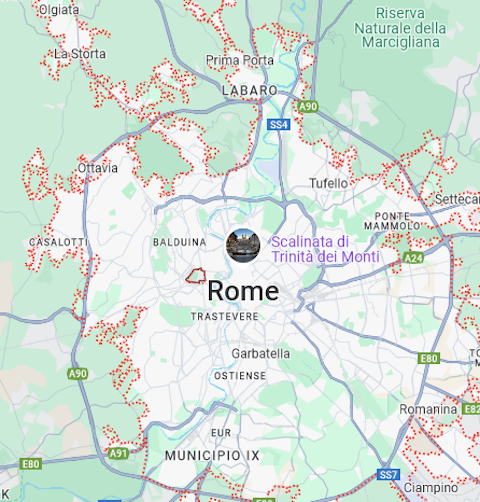 Olgiata
Riserva
Naturale della
Marcigliana
La Storta
Prima Porta
LABARO
A90
SS4
Ottavia
Tufello
Settecam
PONTE
MAMMOLO
CASALOTTI
BALDUINA
Scalinata di
Trinità dei Monti
A24
Rome
TRASTEVERE
Garbatella
E80
A90
OSTIENSE
Romanina
E82
EUR
A91
MUNICIPIO IX
E80
SS7
Ciampino